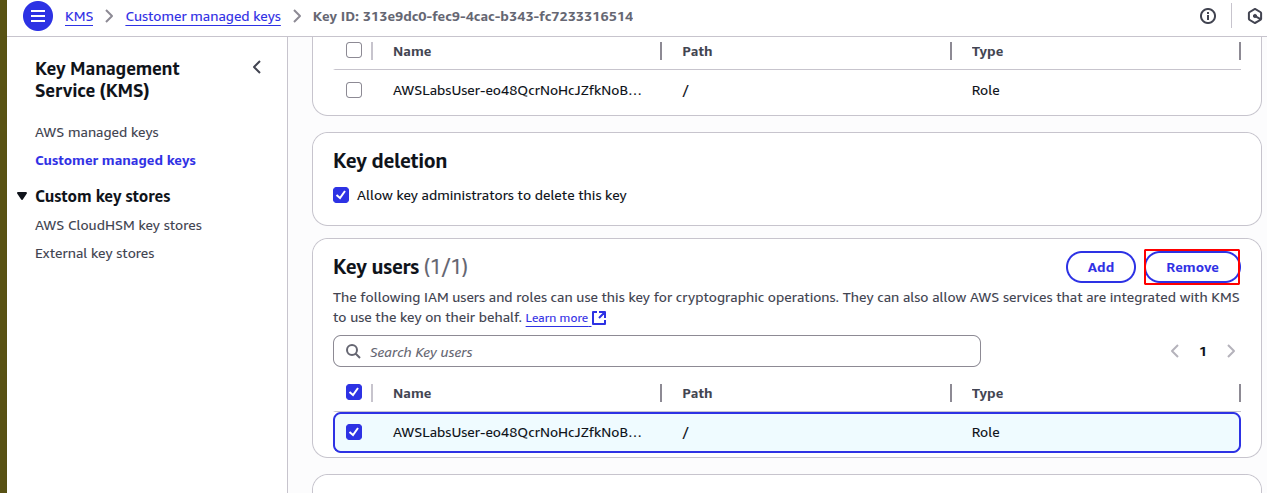 KMS Customer managed keys Key ID: 313e9dc0-fec9-4cac-b343-fc7233316514
Key Management
Service (KMS)
AWS managed keys
Customer managed keys
Custom key stores
AWS CloudHSM key stores
External key stores
Name Path Type
AWSLabsUser-eo48QcrNoHcJZfkNoB... / Role
Key deletion
Allow key administrators to delete this key
Key users (1/1)
Add Remove
The following IAM users and roles can use this key for cryptographic operations. They can also allow AWS services that are integrated with KMS
to use the key on their behalf. Learn more
Search Key users
1
Name Path Type
AWSLabsUser-eo48QcrNoHcJZfkNoB... / Role